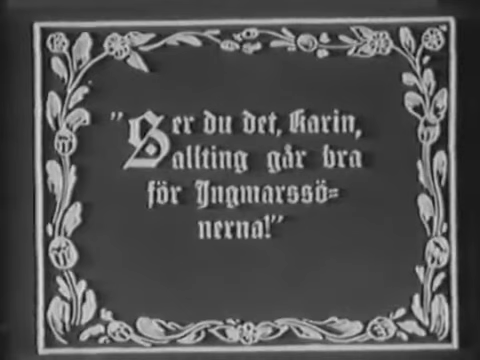 "Ser du det, Karin,
allting går bra
för Ingmarssö=
nerna!"